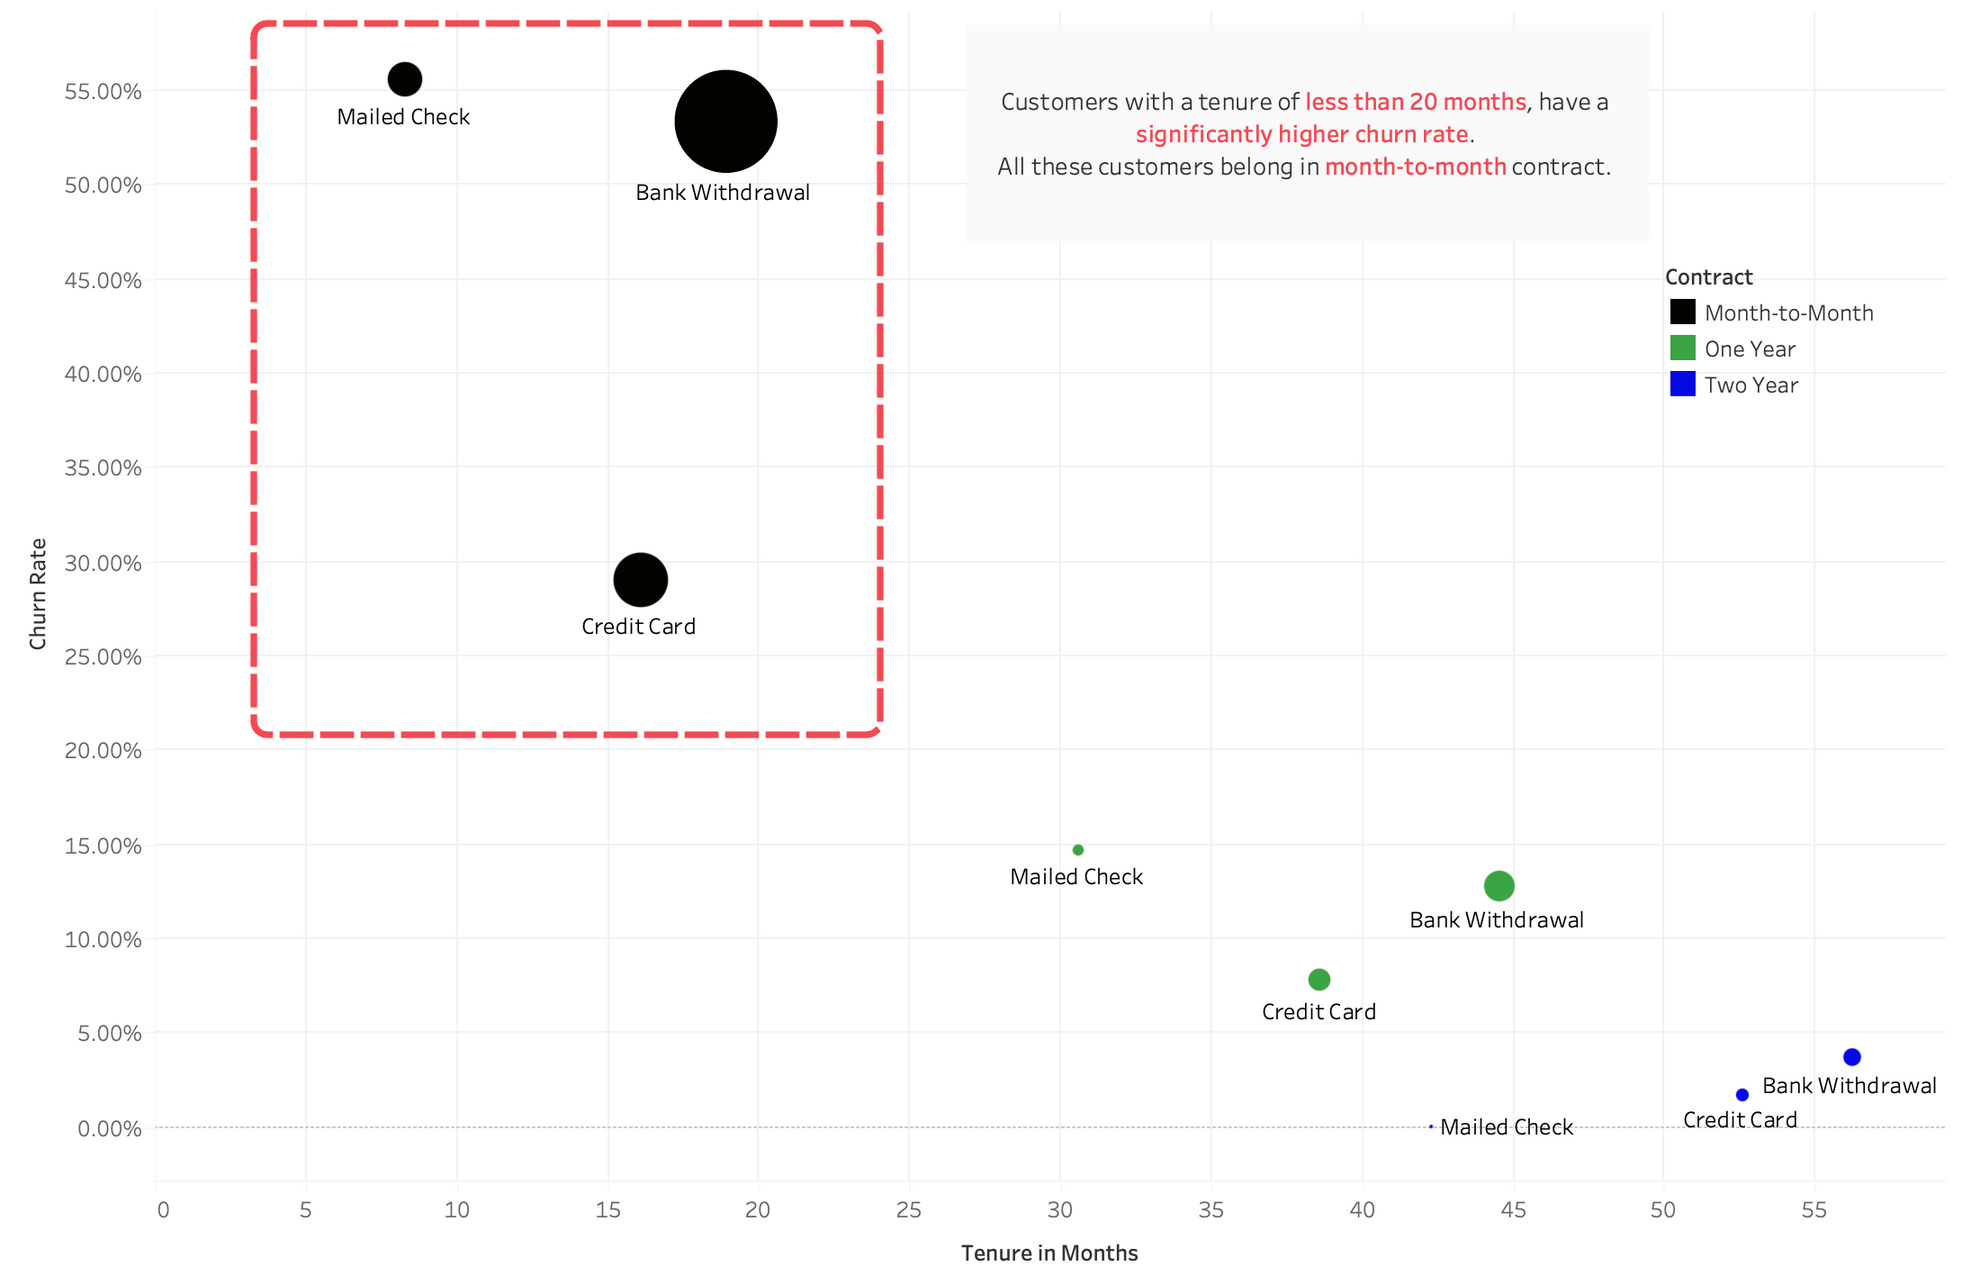 55.00%
Mailed Check
Bank Withdrawal
Customers with a tenure of less than 20 months, have a
significantly higher churn rate.
All these customers belong in month-to-month contract.
50.00%
45.00%
Contract
Month-to-Month
One Year
Two Year
40.00%
35.00%
30.00%
Credit Card
25.00%
Churn Rate
20.00%
15.00%
Mailed Check
Bank Withdrawal
10.00%
Credit Card
5.00%
Bank Withdrawal
Credit Card
Mailed Check
0.00%
0 5 10 15 20 25 30 35 40 45 50 55
Tenure in Months